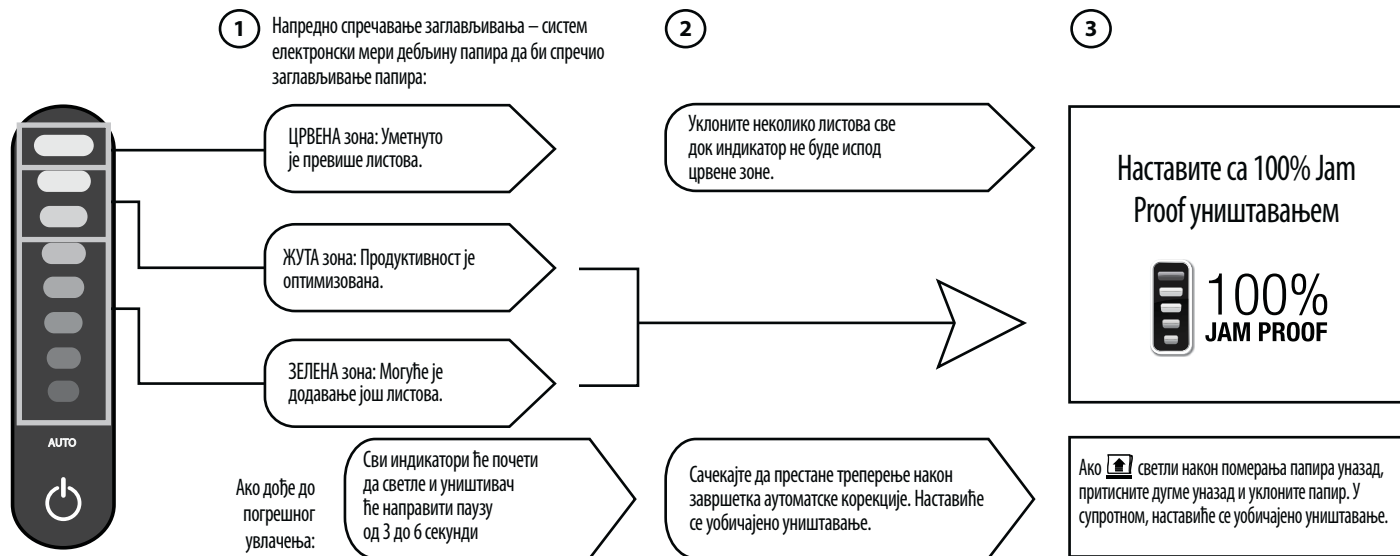 1
Напредно спречавање заглављивања – систем
електронски мери дебљину папира да би спречио
заглављивање папира:
2
3
ЦРВЕНА зона: Уметнуто
је превише листова.
Уклоните неколико листова све
док индикатор не буде испод
црвене зоне.
Наставите са 100% Jam
Proof уништавањем
100%
JAM PROOF
ЖУТА зона: Продуктивност је
оптимизована.
ЗЕЛЕНА зона: Могуће је
додавање још листова.
AUTO
Ако дође до
погрешног
увлачења:
Сви индикатори ће почети
да светле и уништивач
ће направити паузу
од 3 до 6 секунди
Сачекајте да престане треперење након
завршетка аутоматске корекције. Наставиће
се уобичајено уништавање.
Ако светли након померања папира уназад,
притисните дугме уназад и уклоните папир. У
супротном, наставиће се уобичајено уништавање.